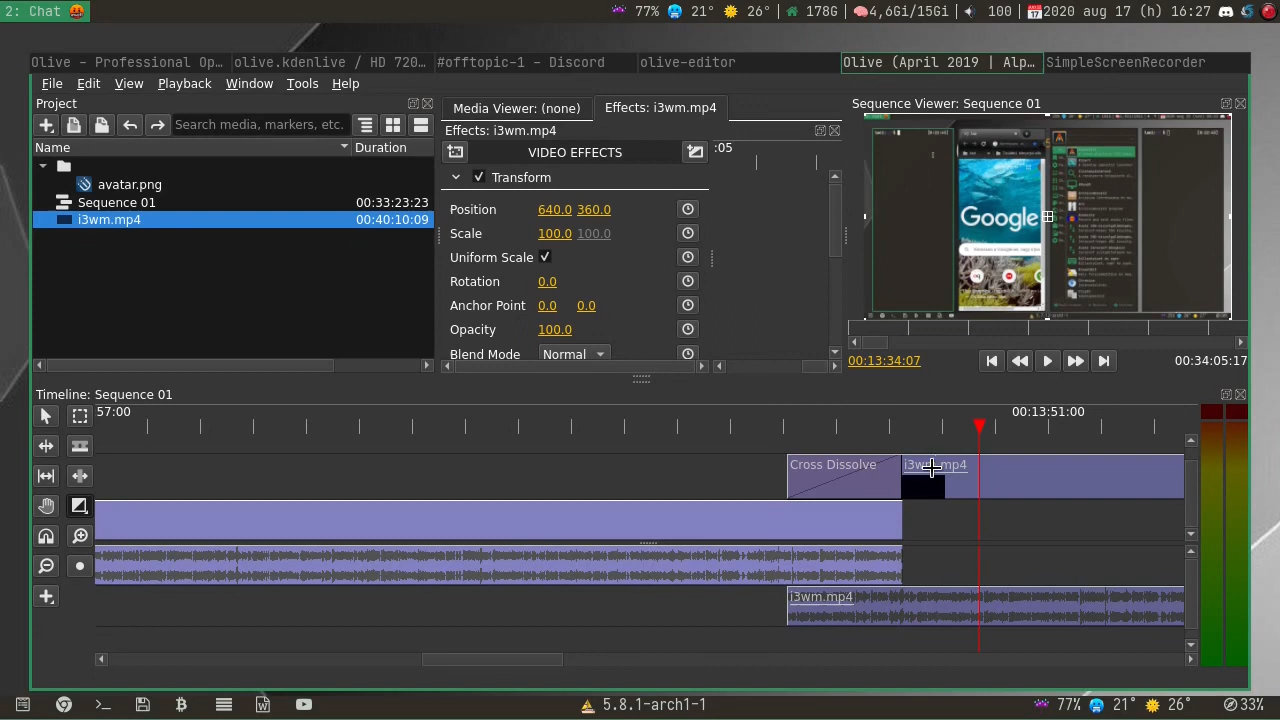 2: Chat 77% 21° 26° 178G 4,6Gi/15Gi 100 2020 aug 17 (h) 16:27
Olive - Professional Op… olive.kdenlive / HD 720… #offtopic-1 - Discord olive-editor Olive (April 2019 | Alp… SimpleScreenRecorder
File Edit View Playback Window Tools Help
Project
Search media, markers, etc.
Name Duration
avatar.png
Sequence 01 00:13:23;23
i3wm.mp4 00:40:10;09
Media Viewer: (none) Effects: i3wm.mp4
Effects: i3wm.mp4
VIDEO EFFECTS :05
Transform
Position 640.0 360.0
Scale 100.0 100.0
Uniform Scale
Rotation 0.0
Anchor Point 0.0 0.0
Opacity 100.0
Blend Mode Normal
Sequence Viewer: Sequence 01
Google
00:13:34;07 00:34:05;17
Timeline: Sequence 01
57;00 00:13:51;00
Cross Dissolve i3wm.mp4
i3wm.mp4
5.8.1-arch1-1 77% 21° 26° 33%